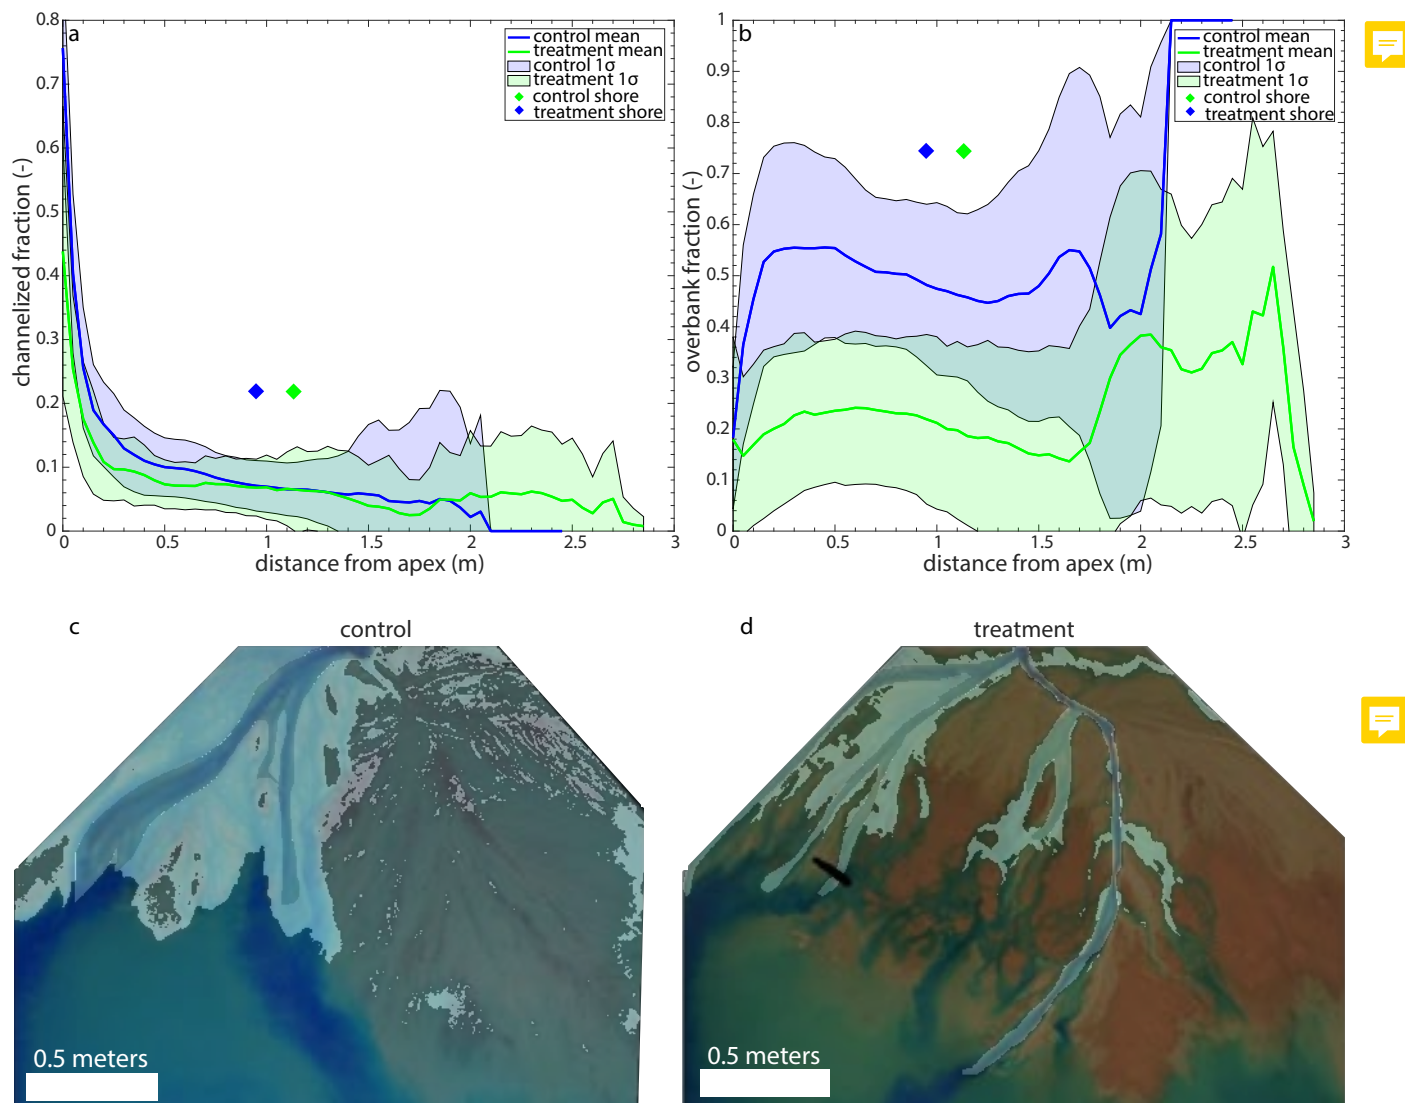 a
control mean
treatment mean
control 1σ
treatment 1σ
control shore
treatment shore
channelized fraction (-)
0.8
0.7
0.6
0.5
0.4
0.3
0.2
0.1
0
0
0.5
1
1.5
2
2.5
3
distance from apex (m)
b
control mean
treatment mean
control 1σ
treatment 1σ
control shore
treatment shore
overbank fraction (-)
1
0.9
0.8
0.7
0.6
0.5
0.4
0.3
0.2
0.1
0
0
0.5
1
1.5
2
2.5
3
distance from apex (m)
c
control
0.5 meters
d
treatment
0.5 meters